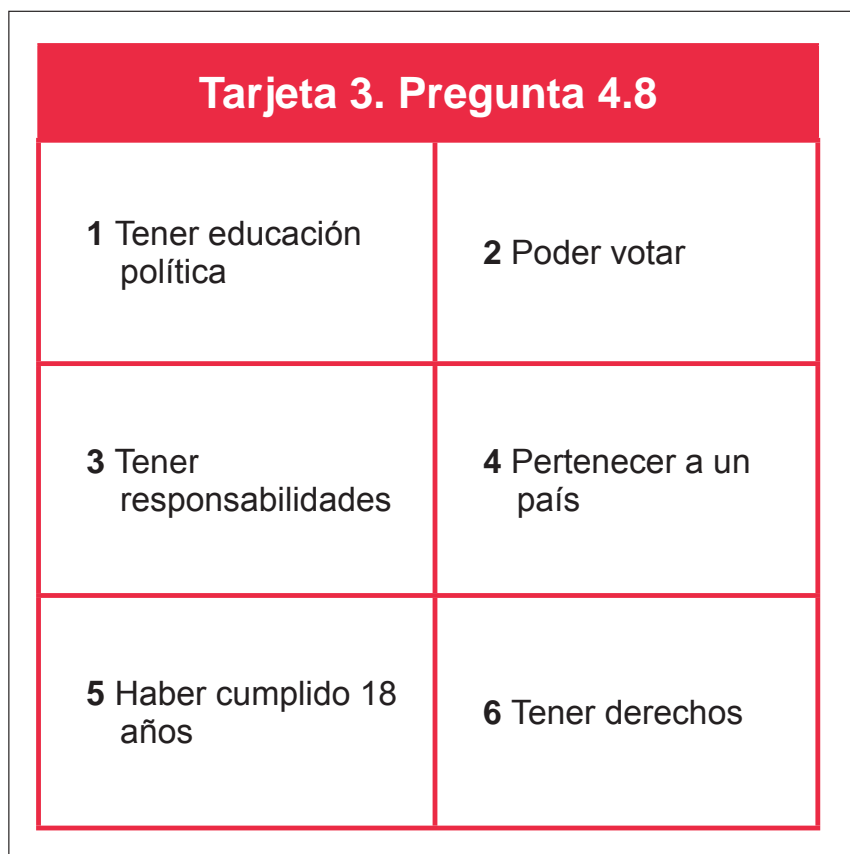 Tarjeta 3. Pregunta 4.8
1 Tener educación
política
2 Poder votar
3 Tener
responsabilidades
4 Pertenecer a un
país
5 Haber cumplido 18
años
6 Tener derechos